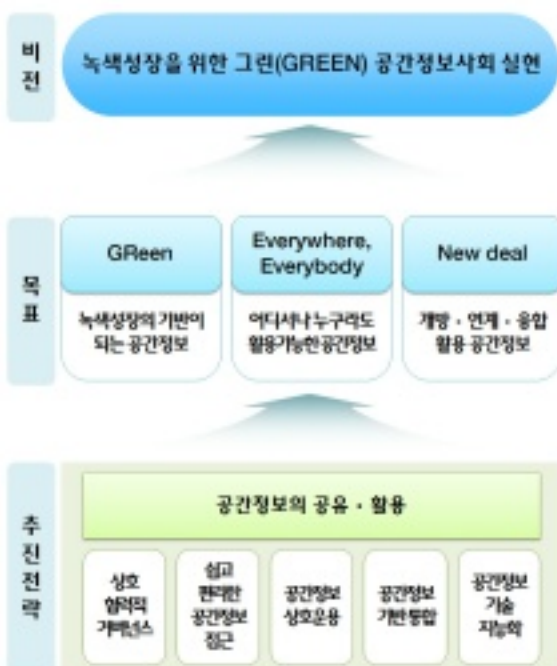 비전
녹색성장을 위한 그린(GREEN) 공간정보사회 실현
목표
GReen
녹색성장의 기반이
되는 공간정보
Everywhere,
Everybody
어디서나 누구라도
활용가능한 공간정보
New deal
개방 · 연계 · 융합
활용 공간정보
추진전략
공간정보의 공유 · 활용
상호
협력적
거버넌스
쉽고
편리한
공간정보
접근
공간정보
상호운용
공간정보
기반통합
공간정보
기술
지능화